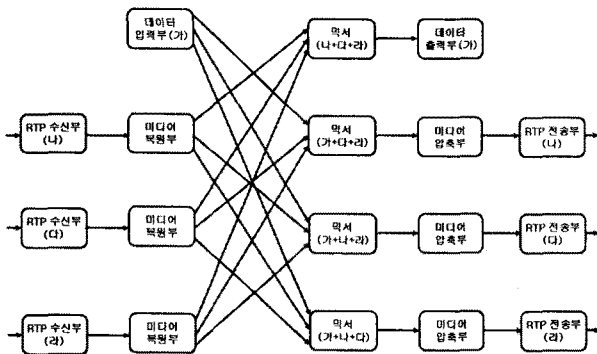 데이타
입력부(가)
믹서
(나+다+라)
데이타
출력부(가)
RTP 수신부
(나)
미디어
복원부
믹서
(가+다+라)
미디어
압축부
RTP 전송부
(나)
RTP 수신부
(다)
미디어
복원부
믹서
(가+나+라)
미디어
압축부
RTP 전송부
(다)
RTP 수신부
(라)
미디어
복원부
믹서
(가+나+다)
미디어
압축부
RTP 전송부
(라)